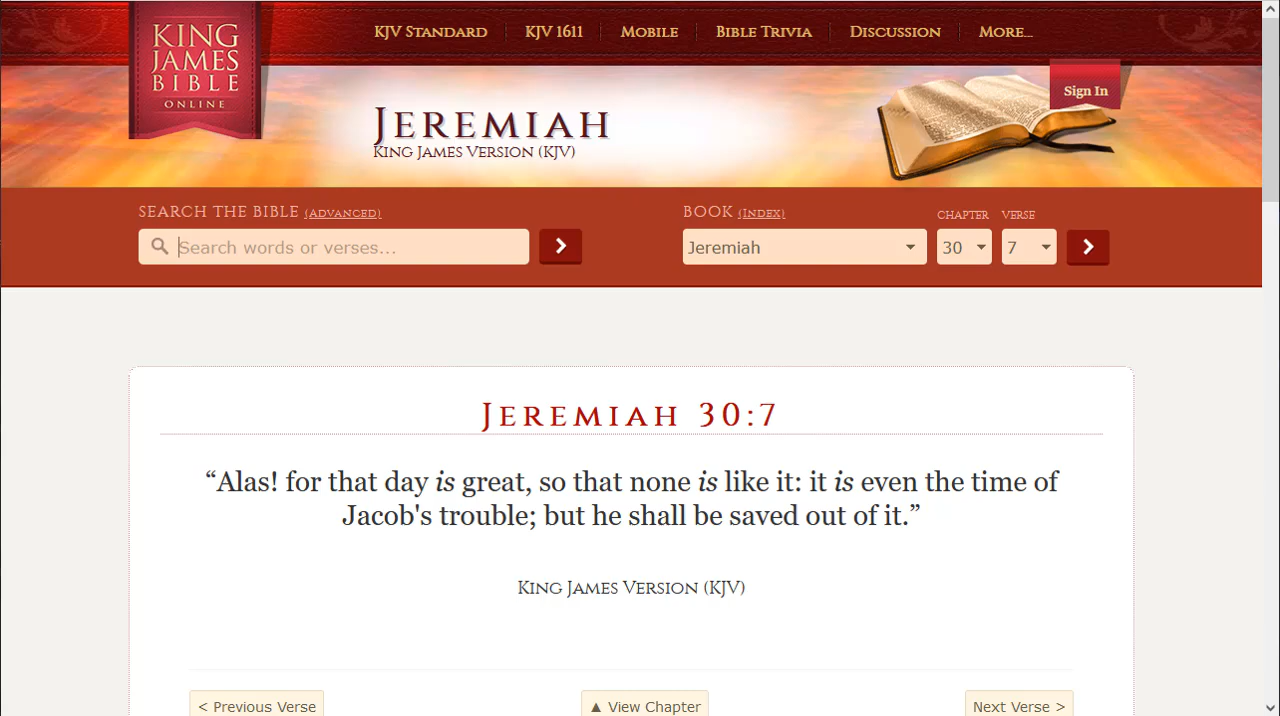 KING
JAMES
BIBLE
ONLINE
KJV Standard
KJV 1611
Mobile
Bible Trivia
Discussion
More...
Sign In
Jeremiah
King James Version (KJV)
SEARCH THE BIBLE (Advanced)
BOOK (Index)
CHAPTER
VERSE
Search words or verses...
Jeremiah
30
7
Jeremiah 30:7
“Alas! for that day is great, so that none is like it: it is even the time of
Jacob's trouble; but he shall be saved out of it.”
King James Version (KJV)
< Previous Verse
▲ View Chapter
Next Verse >